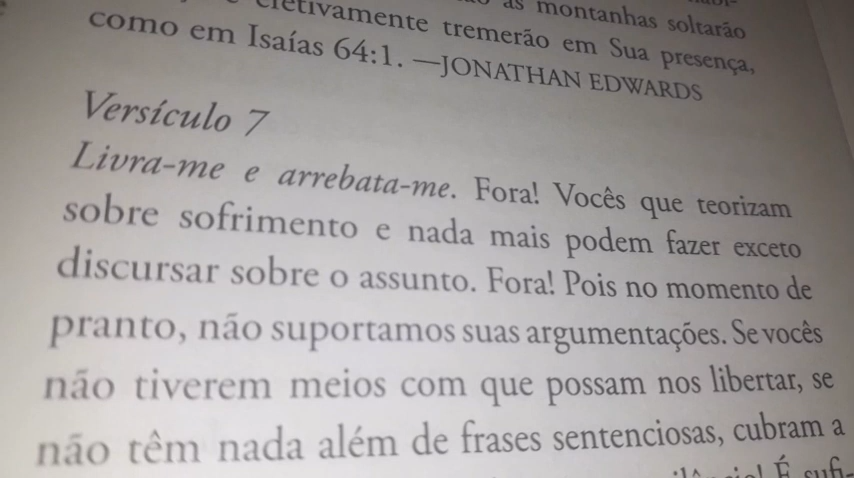 as montanhas soltarão
efetivamente tremerão em Sua presença,
como em Isaías 64:1. —JONATHAN EDWARDS
Versículo 7
Livra-me e arrebata-me. Fora! Vocês que teorizam
sobre sofrimento e nada mais podem fazer exceto
discursar sobre o assunto. Fora! Pois no momento de
pranto, não suportamos suas argumentações. Se vocês
não tiverem meios com que possam nos libertar, se
não têm nada além de frases sentenciosas, cubram a
É sufi-